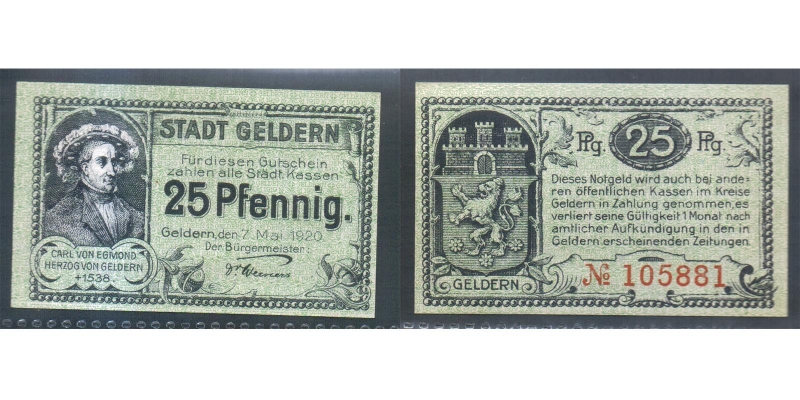 STADT GELDERN
Für diesen Gutschein
zahlen alle Städt. Kassen
25 Pfennig.
Geldern, den 7. Mai 1920
Der Bürgermeister:
CARL VON EGMOND
HERZOG VON GELDERN
+1538.
GELDERN
Pfg. 25 Pfg.
Dieses Notgeld wird auch bei ande-
ren öffentlichen Kassen im Kreise
Geldern in Zahlung genommen, es
verliert seine Gültigkeit 1 Monat nach
amtlicher Aufkündigung in den in
Geldern erscheinenden Zeitungen
№ 105881